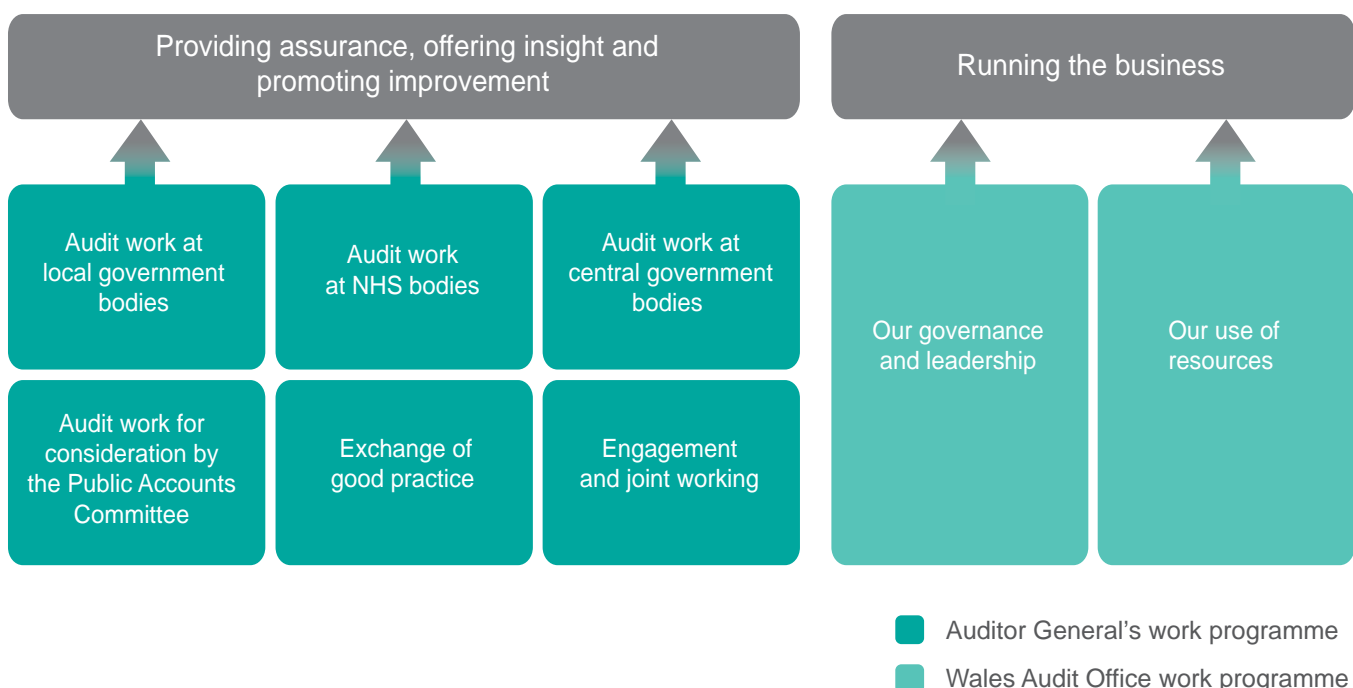 Providing assurance, offering insight and
promoting improvement
Running the business
Audit work at
local government
bodies
Audit work
at NHS bodies
Audit work at
central government
bodies
Our governance
and leadership
Our use of
resources
Audit work for
consideration by
the Public Accounts
Committee
Exchange of
good practice
Engagement
and joint working
Auditor General's work programme
Wales Audit Office work programme